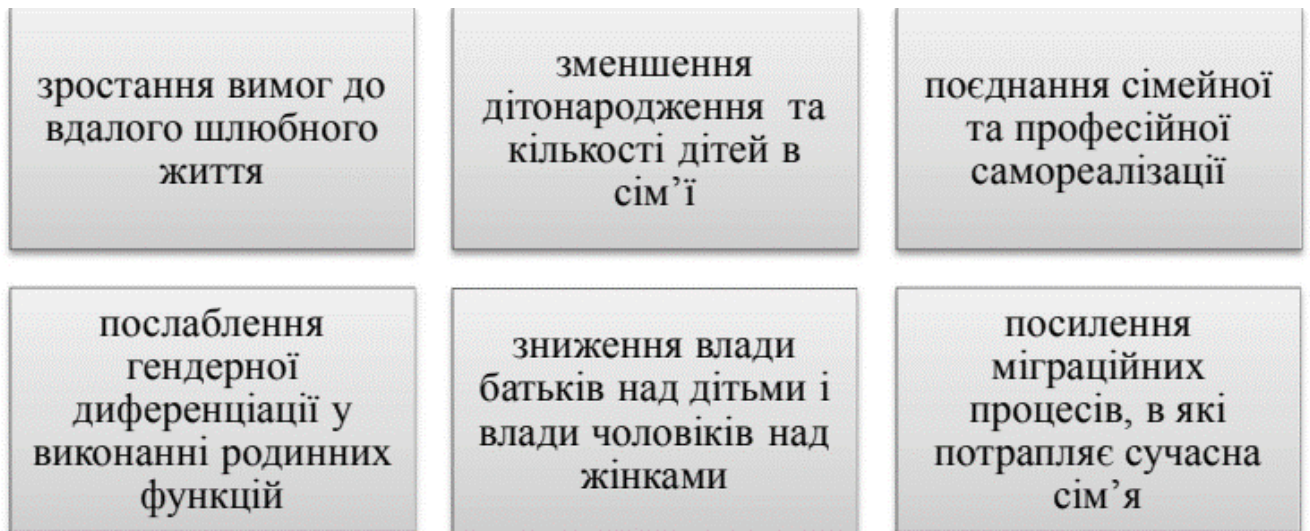 зростання вимог до
вдалого шлюбного
життя
зменшення
дітонародження та
кількості дітей в
сім’ї
поєднання сімейної
та професійної
самореалізації
послаблення
гендерної
диференціації у
виконанні родинних
функцій
зниження влади
батьків над дітьми і
влади чоловіків над
жінками
посилення
міграційних
процесів, в які
потрапляє сучасна
сім’я